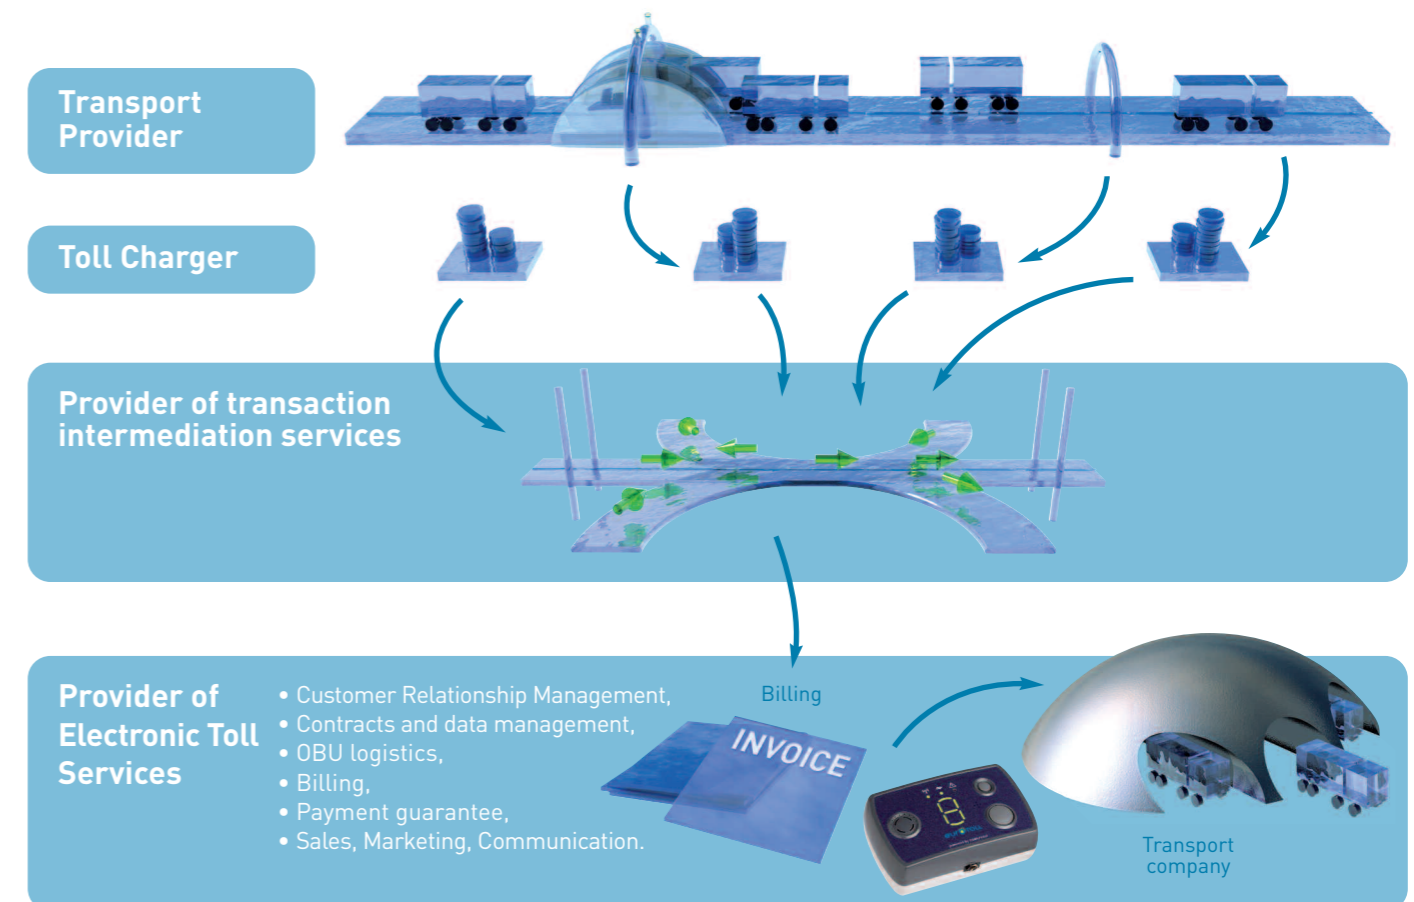 Transport
Provider
Toll Charger
Provider of transaction
intermediation services
Provider of
Electronic Toll
Services
• Customer Relationship Management,
• Contracts and data management,
• OBU logistics,
• Billing,
• Payment guarantee,
• Sales, Marketing, Communication.
Billing
INVOICE
Transport
company